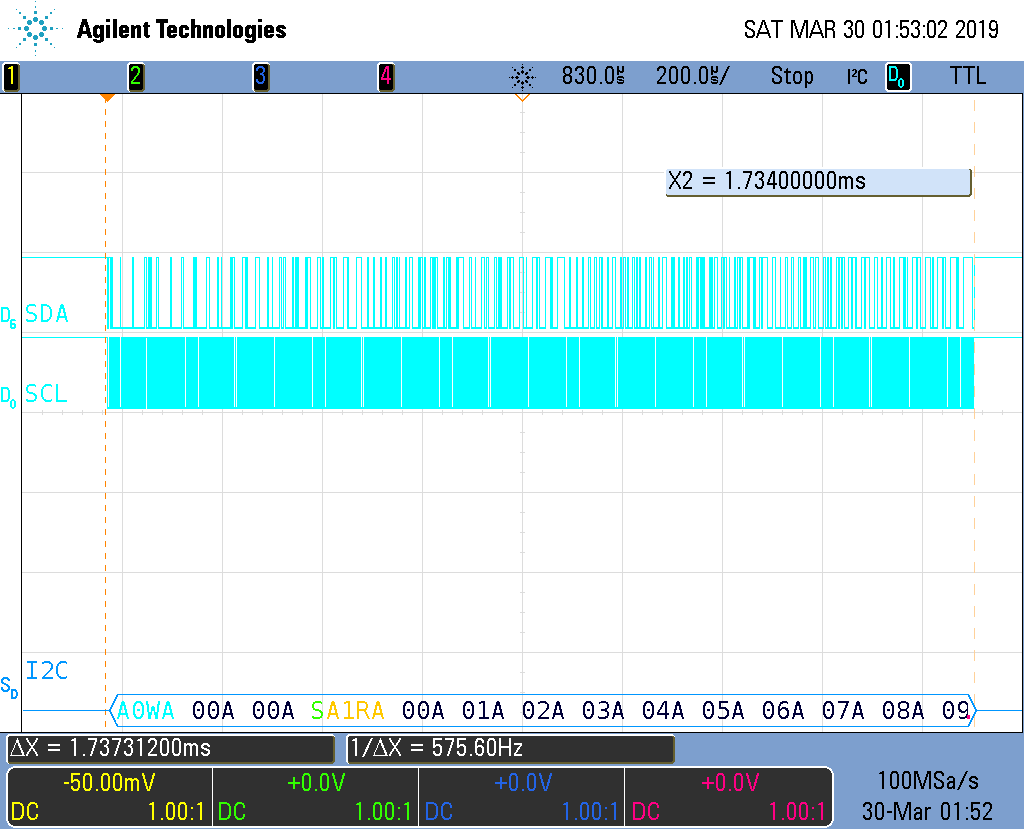 Agilent Technologies SAT MAR 30 01:53:02 2019
1 2 3 4 830.0µs 200.0µs/ Stop I²C D0 TTL
X2 = 1.73400000ms
D6 SDA
D0 SCL
I2C
SD
A0WA 00A 00A SA1RA 00A 01A 02A 03A 04A 05A 06A 07A 08A 09
ΔX = 1.73731200ms 1/ΔX = 575.60Hz
-50.00mV +0.0V +0.0V +0.0V 100MSa/s
DC 1.00:1 DC 1.00:1 DC 1.00:1 DC 1.00:1 30-Mar 01:52